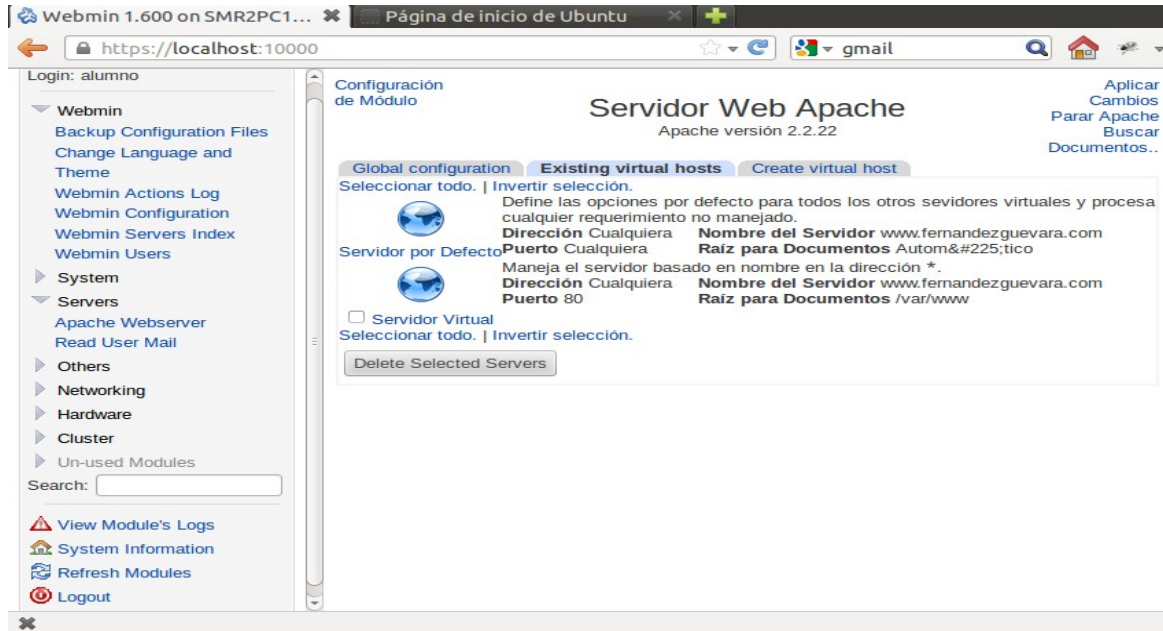 Webmin 1.600 on SMR2PC1...
Página de inicio de Ubuntu
https://localhost:10000
gmail
Login: alumno
Webmin
Backup Configuration Files
Change Language and
Theme
Webmin Actions Log
Webmin Configuration
Webmin Servers Index
Webmin Users
System
Servers
Apache Webserver
Read User Mail
Others
Networking
Hardware
Cluster
Un-used Modules
Search:
View Module's Logs
System Information
Refresh Modules
Logout
Configuración
de Módulo
Servidor Web Apache
Apache versión 2.2.22
Aplicar
Cambios
Parar Apache
Buscar
Documentos..
Global configuration
Existing virtual hosts
Create virtual host
Seleccionar todo. | Invertir selección.
Define las opciones por defecto para todos los otros sevidores virtuales y procesa
cualquier requerimiento no manejado.
Dirección Cualquiera Nombre del Servidor www.fernandezguevara.com
Servidor por Defecto Puerto Cualquiera Raíz para Documentos Autom&#225;tico
Maneja el servidor basado en nombre en la dirección *.
Dirección Cualquiera Nombre del Servidor www.fernandezguevara.com
Puerto 80 Raíz para Documentos /var/www
Servidor Virtual
Seleccionar todo. | Invertir selección.
Delete Selected Servers